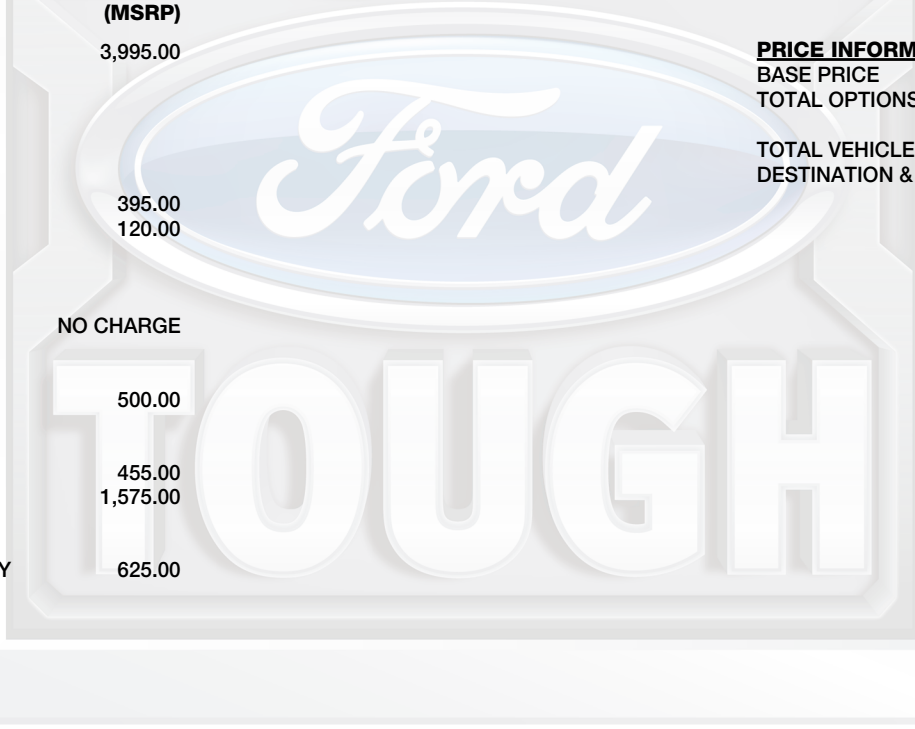 (MSRP)
3,995.00
395.00
120.00
NO CHARGE
500.00
455.00
1,575.00
Y 625.00
PRICE INFORM
BASE PRICE
TOTAL OPTIONS
TOTAL VEHICLE
DESTINATION &
Ford
TOUGH